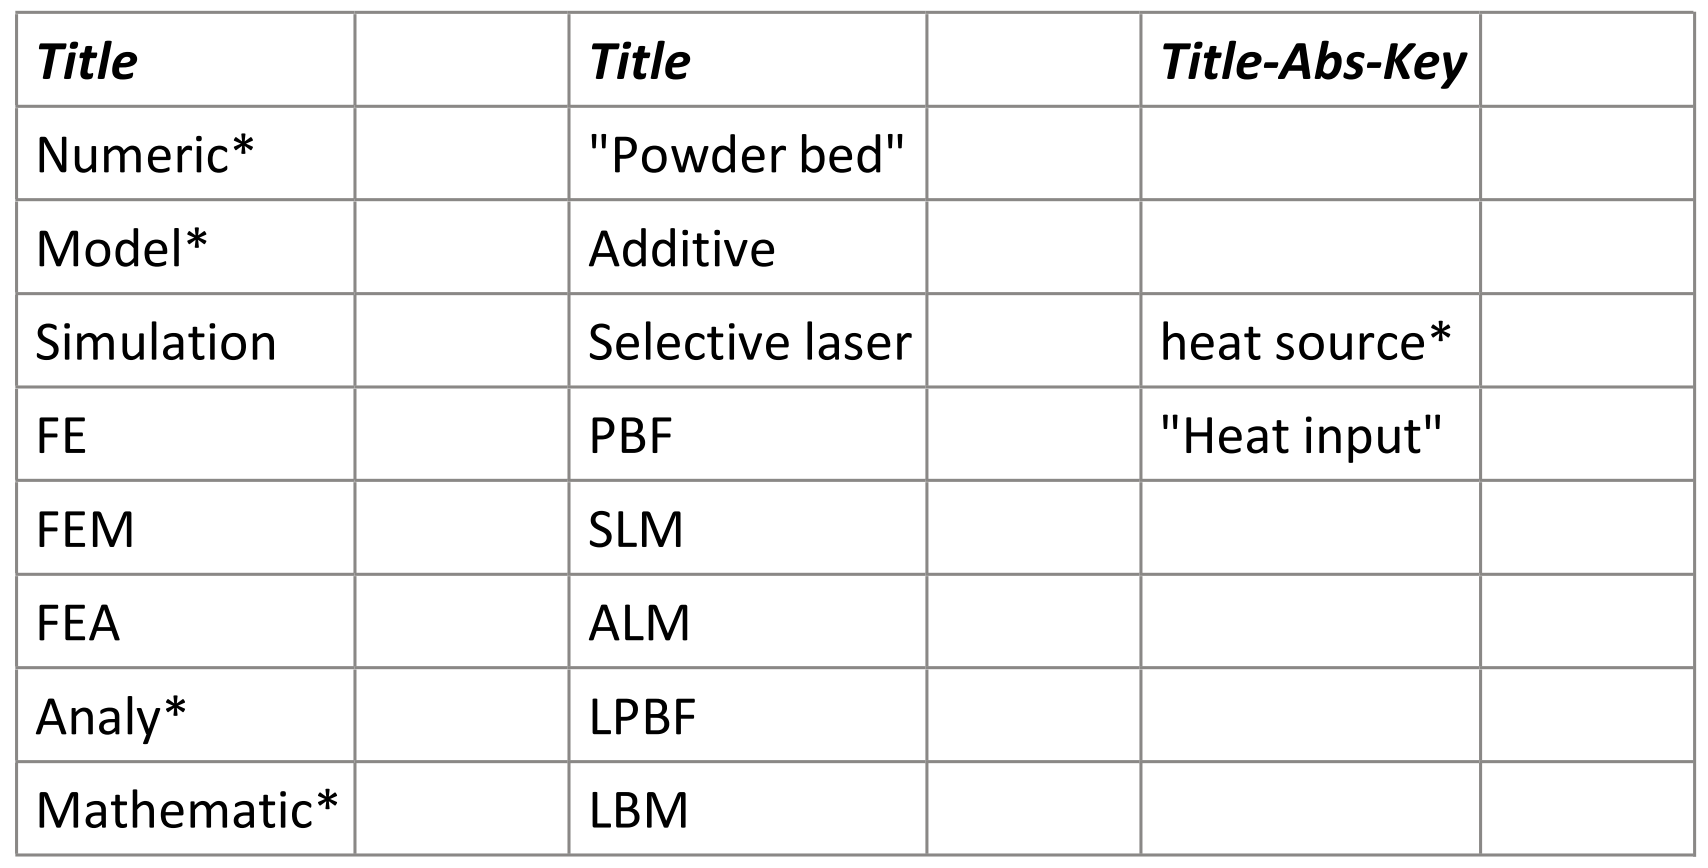 Title Title Title-Abs-Key
Numeric* "Powder bed"
Model* Additive
Simulation Selective laser heat source*
FE PBF "Heat input"
FEM SLM
FEA ALM
Analy* LPBF
Mathematic* LBM